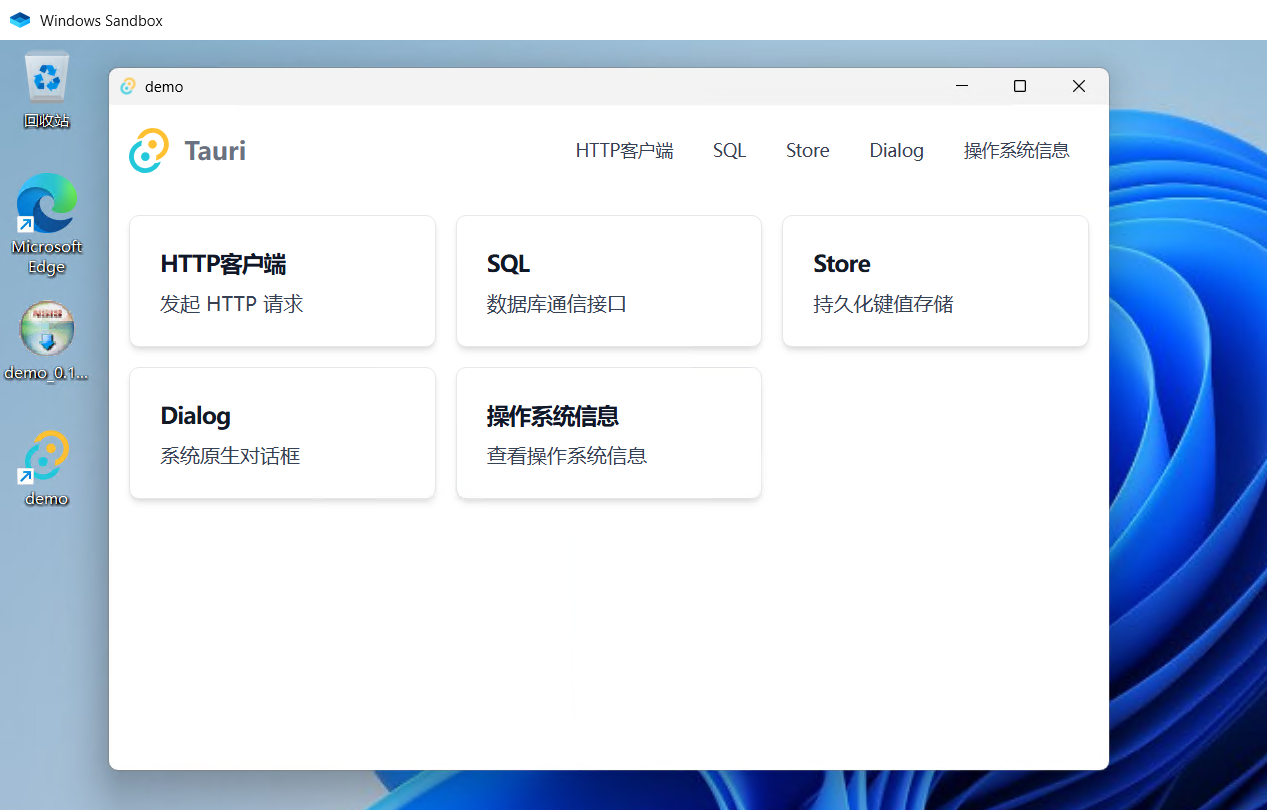 Windows Sandbox
回收站
Microsoft
Edge
NSIS
demo_0.1...
demo
demo
Tauri
HTTP客户端
SQL
Store
Dialog
操作系统信息
HTTP客户端
发起 HTTP 请求
SQL
数据库通信接口
Store
持久化键值存储
Dialog
系统原生对话框
操作系统信息
查看操作系统信息